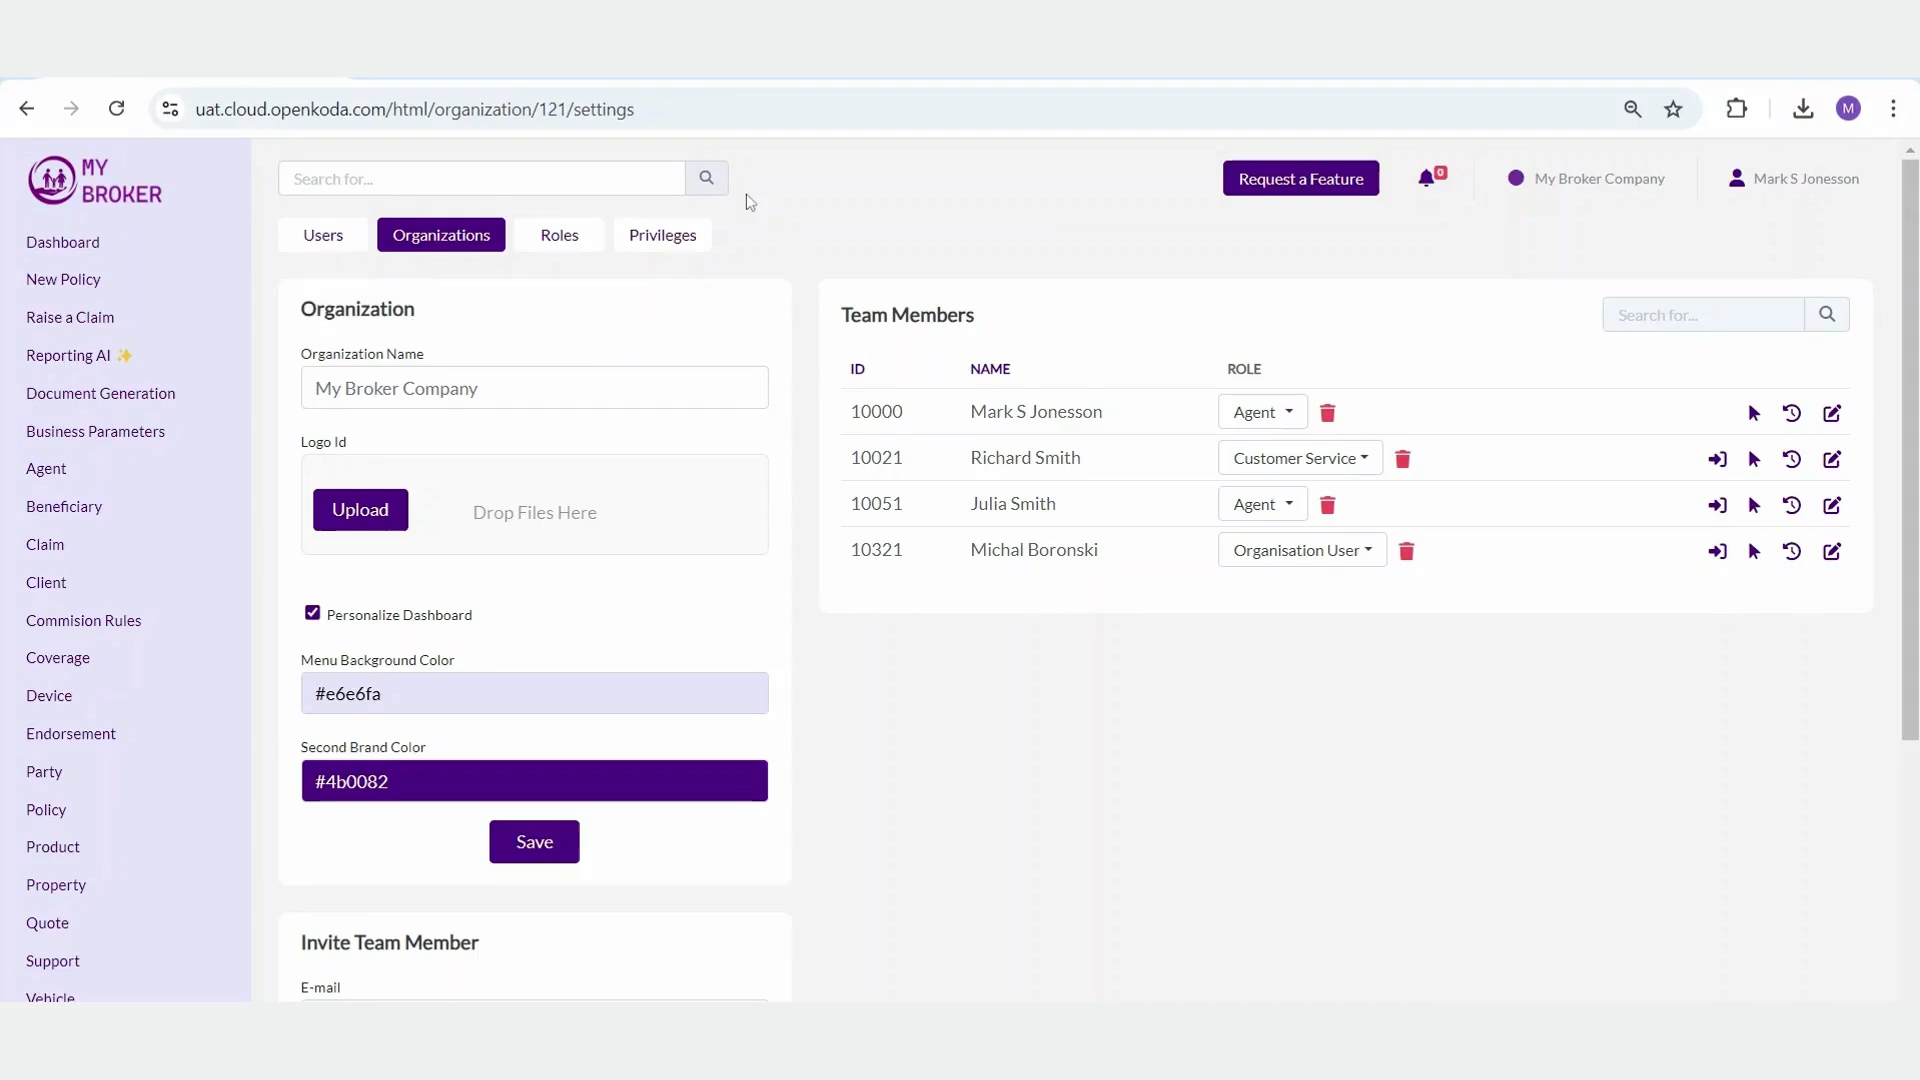 uat.cloud.openkoda.com/html/organization/121/settings
M
MY
BROKER
Search for...
Request a Feature
0
My Broker Company
Mark S Jonesson
Users
Organizations
Roles
Privileges
Dashboard
New Policy
Raise a Claim
Reporting AI ✨
Document Generation
Business Parameters
Agent
Beneficiary
Claim
Client
Commision Rules
Coverage
Device
Endorsement
Party
Policy
Product
Property
Quote
Support
Vehicle
Organization
Organization Name
My Broker Company
Logo Id
Upload
Drop Files Here
Personalize Dashboard
Menu Background Color
#e6e6fa
Second Brand Color
#4b0082
Save
Invite Team Member
E-mail
Team Members
Search for...
ID NAME ROLE
10000 Mark S Jonesson Agent
10021 Richard Smith Customer Service
10051 Julia Smith Agent
10321 Michal Boronski Organisation User